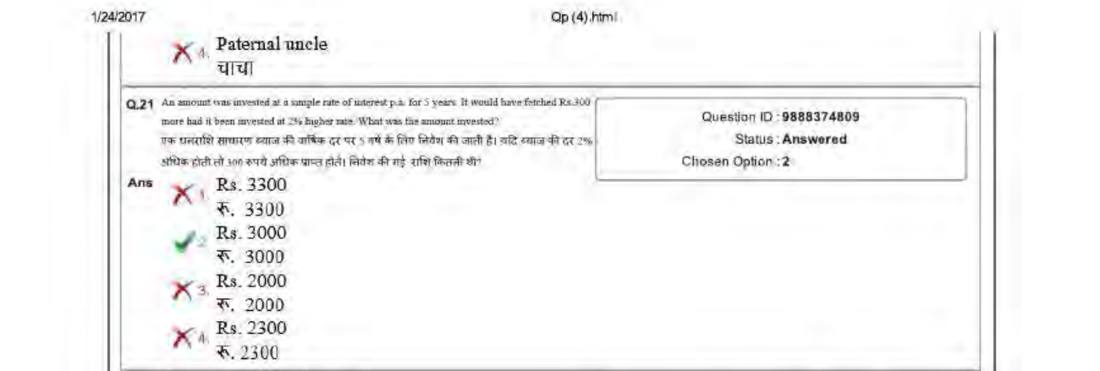 1/24/2017 Qp (4).html
4. Paternal uncle
चाचा
Q.21 An amount was invested at a simple rate of interest p.a. for 5 years. It would have fetched Rs.300
more had it been invested at 2% higher rate. What was the amount invested?
एक धनराशि साधारण ब्याज की वार्षिक दर पर 5 वर्ष के लिए निवेश की जाती है। यदि ब्याज की दर 2%
अधिक होती तो 300 रुपये अधिक प्राप्त होते। निवेश की गई राशि कितनी थी?
Question ID : 9888374809
Status : Answered
Chosen Option : 2
Ans 1. Rs. 3300
रू. 3300
2. Rs. 3000
रू. 3000
3. Rs. 2000
रू. 2000
4. Rs. 2300
रू. 2300